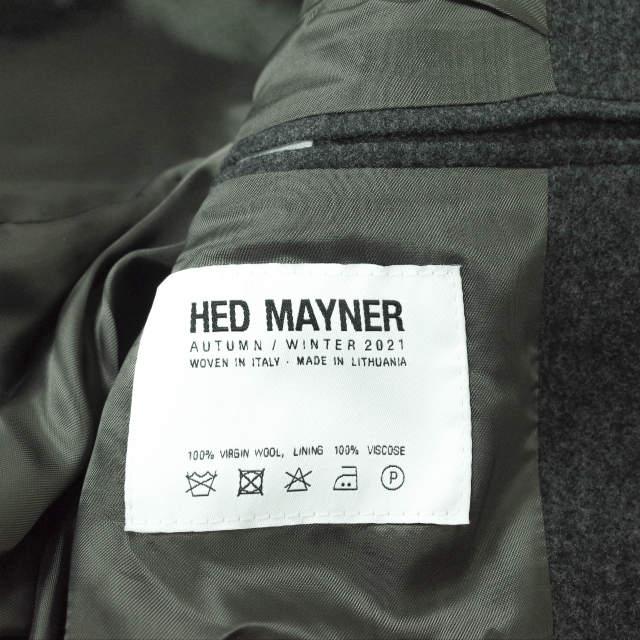 HED MAYNER
AUTUMN / WINTER 2021
WOVEN IN ITALY · MADE IN LITHUANIA
100% VIRGIN WOOL, LINING 100% VISCOSE
P